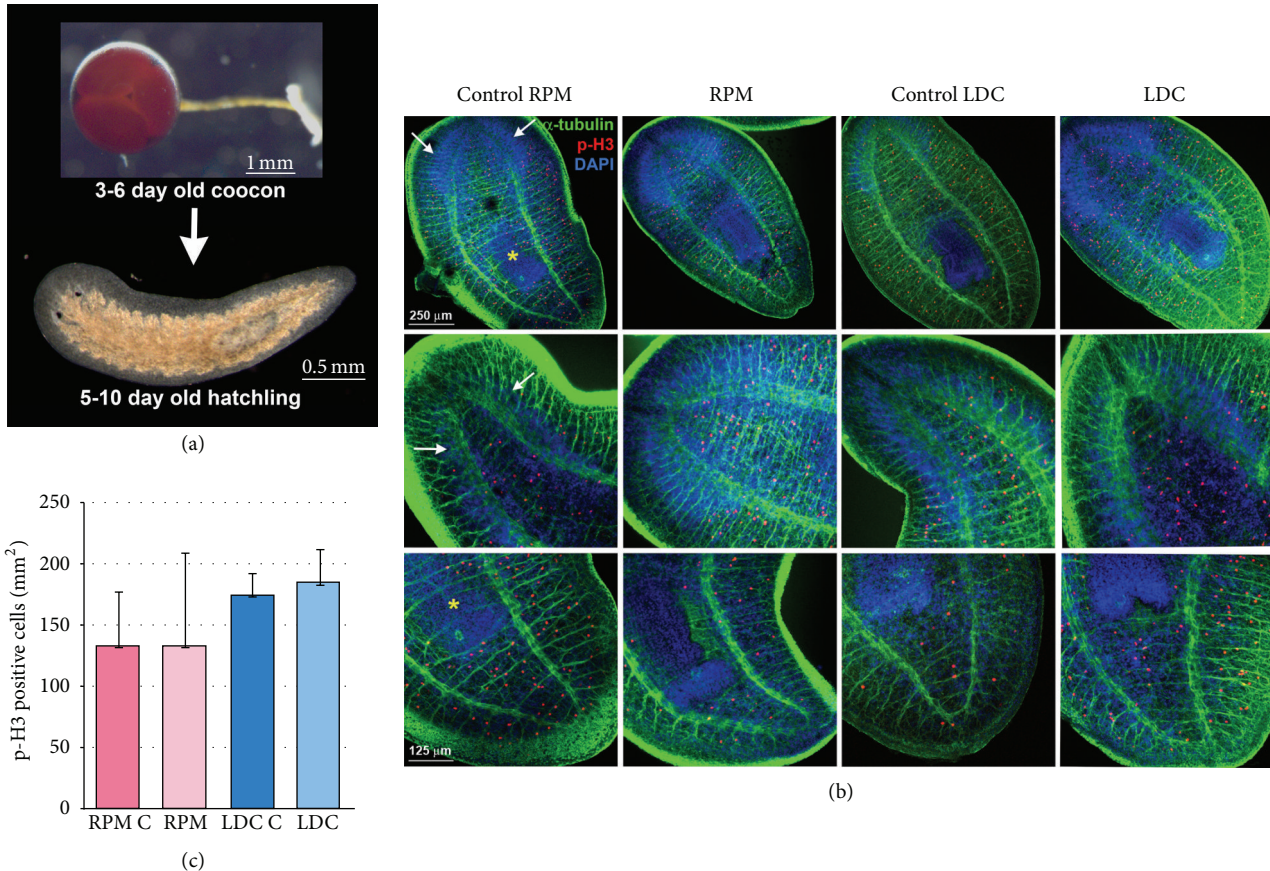 1 mm
3-6 day old coocon
0.5 mm
5-10 day old hatchling
(a)
Control RPM
RPM
Control LDC
LDC
α-tubulin
p-H3
DAPI
*
250 μm
*
125 μm
(b)
p-H3 positive cells (mm²)
250
200
150
100
50
0
RPM C
RPM
LDC C
LDC
(c)